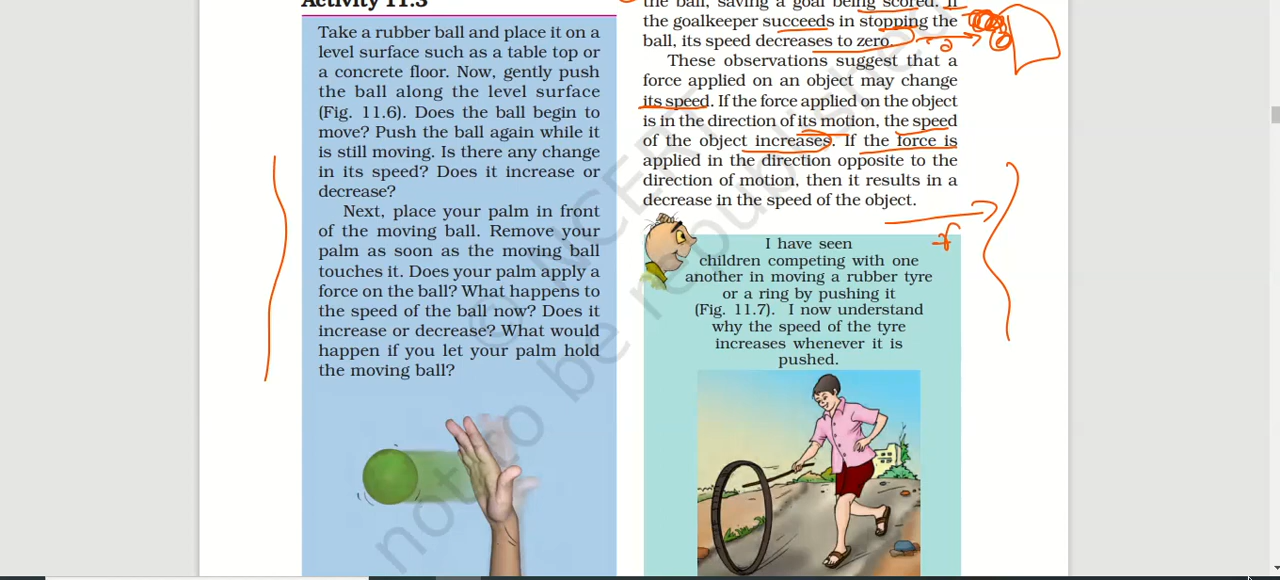 Activity 11.3
Take a rubber ball and place it on a
level surface such as a table top or
a concrete floor. Now, gently push
the ball along the level surface
(Fig. 11.6). Does the ball begin to
move? Push the ball again while it
is still moving. Is there any change
in its speed? Does it increase or
decrease?
Next, place your palm in front
of the moving ball. Remove your
palm as soon as the moving ball
touches it. Does your palm apply a
force on the ball? What happens to
the speed of the ball now? Does it
increase or decrease? What would
happen if you let your palm hold
the moving ball?
the ball, saving a goal being scored. If
the goalkeeper succeeds in stopping the
ball, its speed decreases to zero.
These observations suggest that a
force applied on an object may change
its speed. If the force applied on the object
is in the direction of its motion, the speed
of the object increases. If the force is
applied in the direction opposite to the
direction of motion, then it results in a
decrease in the speed of the object.
I have seen
children competing with one
another in moving a rubber tyre
or a ring by pushing it
(Fig. 11.7). I now understand
why the speed of the tyre
increases whenever it is
pushed.
© NCERT
not to be republished